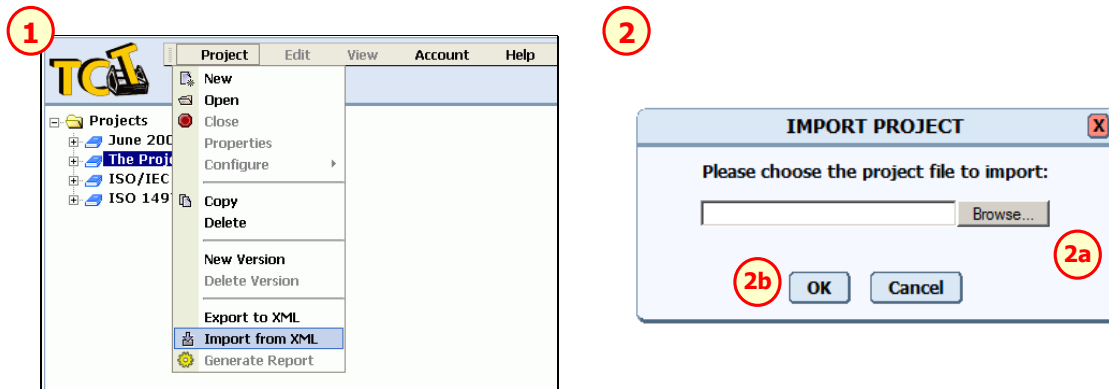 1
TCT
Project Edit View Account Help
New
Open
Close
Properties
Configure
Copy
Delete
New Version
Delete Version
Export to XML
Import from XML
Generate Report
Projects
June 200
The Proje
ISO/IEC
ISO 149
2
IMPORT PROJECT X
Please choose the project file to import:
Browse...
2a
2b
OK Cancel